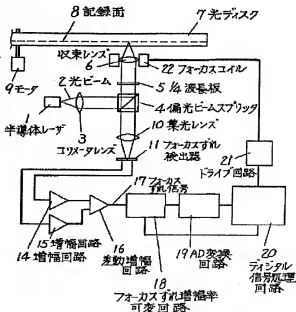 8 記録面
7 光ディスク
収束レンズ
6
22 フォーカスコイル
9 モータ
2 光ビーム
5 ¼ 波長板
4 偏光ビームスプリッタ
1
半導体レーザ
3
コリメータレンズ
10 集光レンズ
11 フォーカスずれ
検出器
21
ドライブ回路
17 フォーカス
ずれ信号
15 増幅回路
14 増幅回路
16
差動増幅
回路
18
フォーカスずれ増幅率
可変回路
19 AD変換
回路
20
ディジタル
信号処理
回路